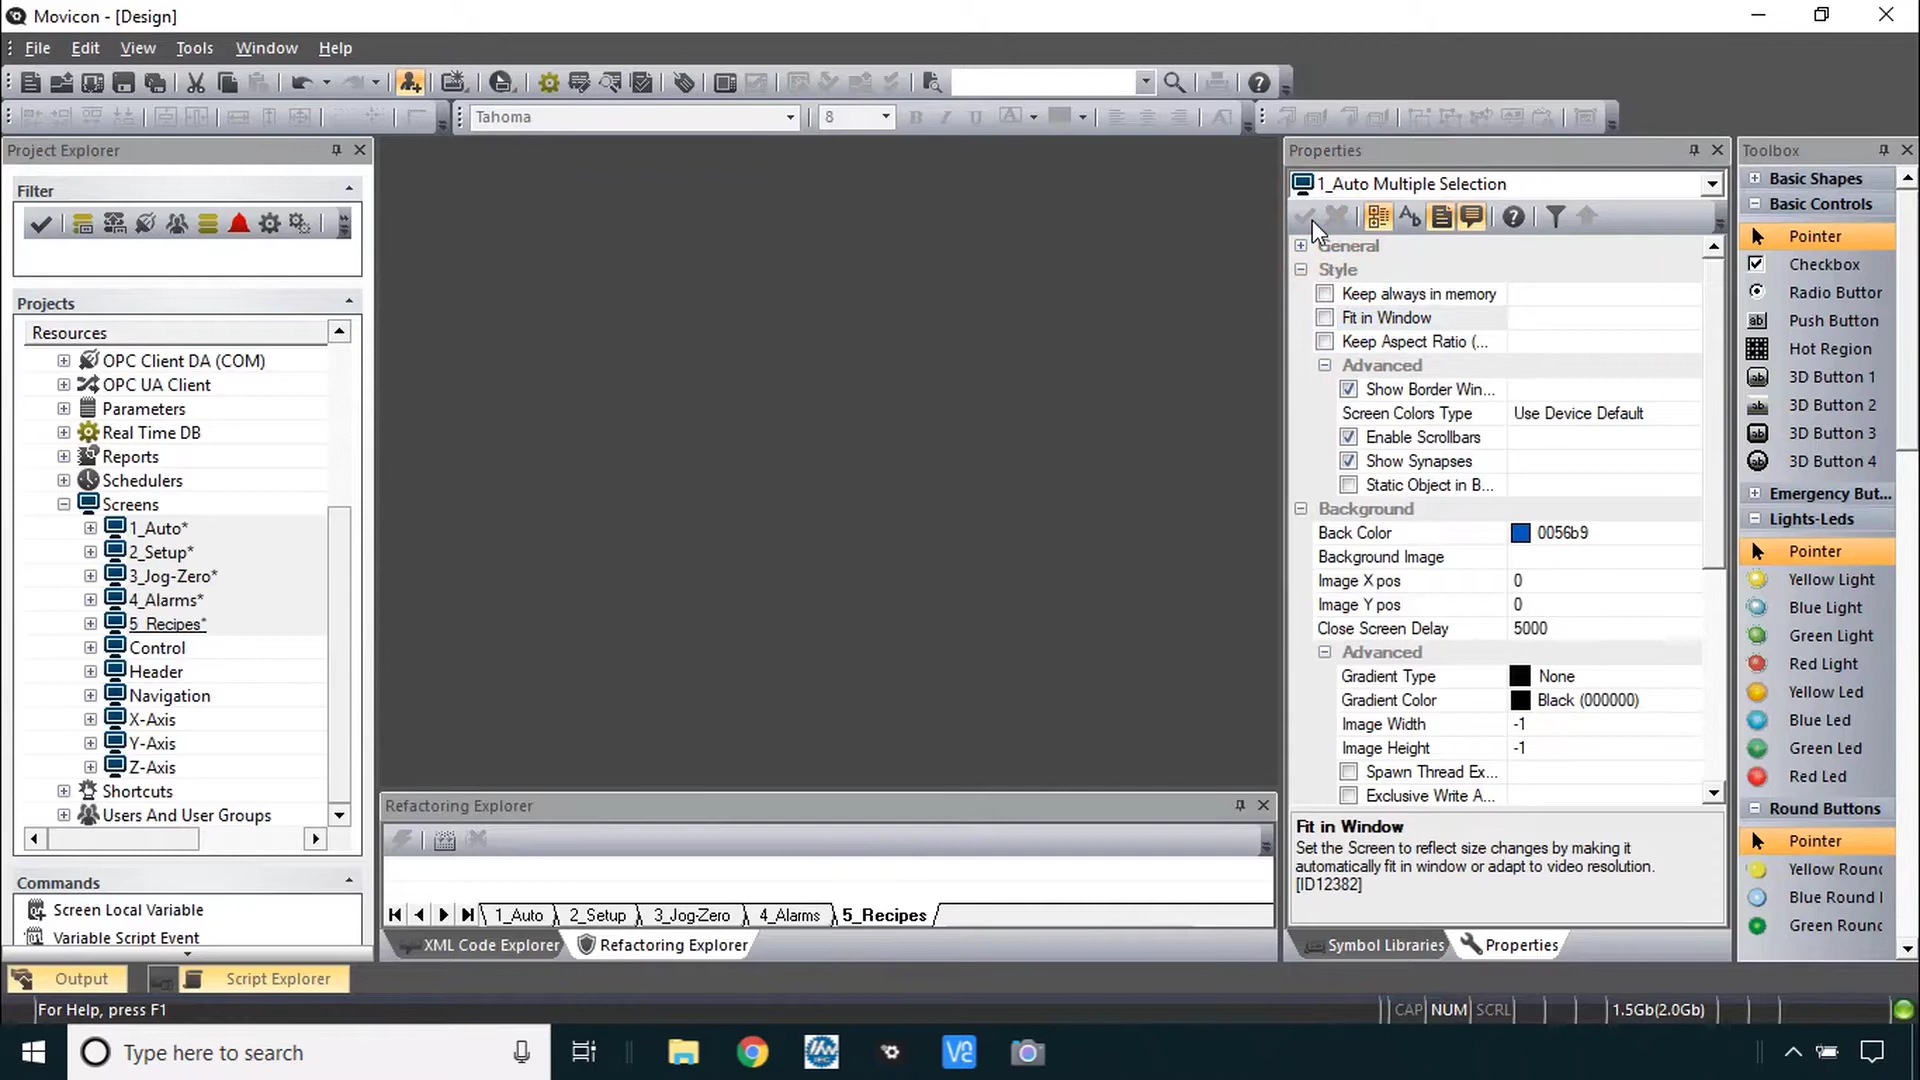 Movicon - [Design]
File Edit View Tools Window Help
Tahoma 8
Project Explorer
Filter
Projects
Resources
OPC Client DA (COM)
OPC UA Client
Parameters
Real Time DB
Reports
Schedulers
Screens
1_Auto*
2_Setup*
3_Jog-Zero*
4_Alarms*
5_Recipes*
Control
Header
Navigation
X-Axis
Y-Axis
Z-Axis
Shortcuts
Users And User Groups
Commands
Screen Local Variable
Variable Script Event
Output Script Explorer
Refactoring Explorer
1_Auto 2_Setup 3_Jog-Zero 4_Alarms 5_Recipes
XML Code Explorer Refactoring Explorer
Properties
1_Auto Multiple Selection
General
Style
Keep always in memory
Fit in Window
Keep Aspect Ratio (...
Advanced
Show Border Win...
Screen Colors Type Use Device Default
Enable Scrollbars
Show Synapses
Static Object in B...
Background
Back Color 0056b9
Background Image
Image X pos 0
Image Y pos 0
Close Screen Delay 5000
Advanced
Gradient Type None
Gradient Color Black (000000)
Image Width -1
Image Height -1
Spawn Thread Ex...
Exclusive Write A...
Fit in Window
Set the Screen to reflect size changes by making it
automatically fit in window or adapt to video resolution.
[ID12382]
Symbol Libraries Properties
Toolbox
Basic Shapes
Basic Controls
Pointer
Checkbox
Radio Buttor
Push Button
Hot Region
3D Button 1
3D Button 2
3D Button 3
3D Button 4
Emergency But...
Lights-Leds
Pointer
Yellow Light
Blue Light
Green Light
Red Light
Yellow Led
Blue Led
Green Led
Red Led
Round Buttons
Pointer
Yellow Rounc
Blue Round I
Green Rounc
For Help, press F1
CAP NUM SCRL 1.5Gb(2.0Gb)
Type here to search